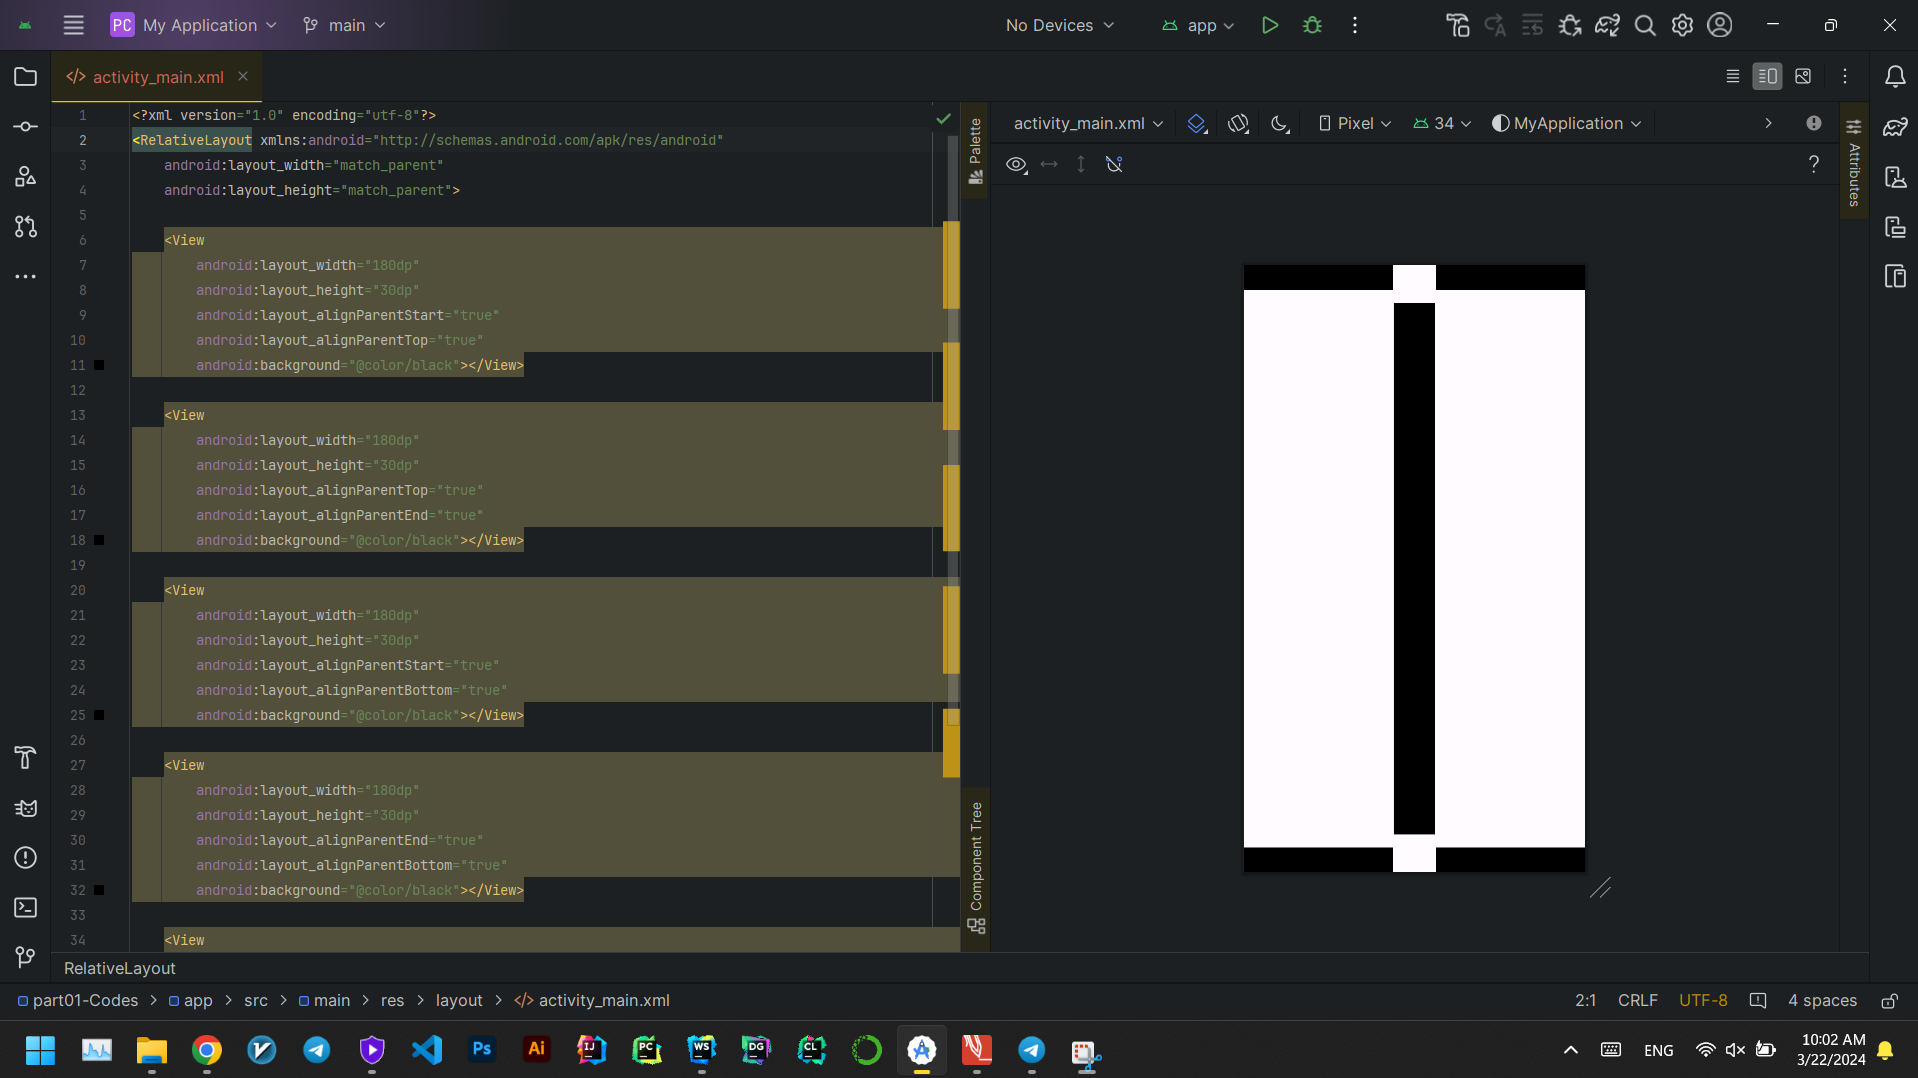 PC My Application main No Devices app
activity_main.xml
1 <?xml version="1.0" encoding="utf-8"?>
2 <RelativeLayout xmlns:android="http://schemas.android.com/apk/res/android"
3 android:layout_width="match_parent"
4 android:layout_height="match_parent">
5
6 <View
7 android:layout_width="180dp"
8 android:layout_height="30dp"
9 android:layout_alignParentStart="true"
10 android:layout_alignParentTop="true"
11 android:background="@color/black"></View>
12
13 <View
14 android:layout_width="180dp"
15 android:layout_height="30dp"
16 android:layout_alignParentTop="true"
17 android:layout_alignParentEnd="true"
18 android:background="@color/black"></View>
19
20 <View
21 android:layout_width="180dp"
22 android:layout_height="30dp"
23 android:layout_alignParentStart="true"
24 android:layout_alignParentBottom="true"
25 android:background="@color/black"></View>
26
27 <View
28 android:layout_width="180dp"
29 android:layout_height="30dp"
30 android:layout_alignParentEnd="true"
31 android:layout_alignParentBottom="true"
32 android:background="@color/black"></View>
33
34 <View
Palette
Component Tree
activity_main.xml Pixel 34 MyApplication
?
Attributes
RelativeLayout
part01-Codes > app > src > main > res > layout > activity_main.xml
2:1 CRLF UTF-8 4 spaces
Ps Ai IJ PC WS DG CL
ENG
10:02 AM
3/22/2024